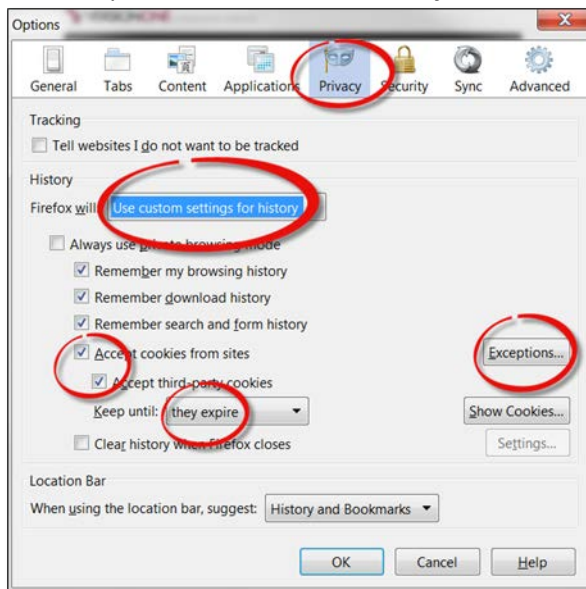 Options
General Tabs Content Applications Privacy Security Sync Advanced
Tracking
Tell websites I do not want to be tracked
History
Firefox will: Use custom settings for history
Always use private browsing mode
Remember my browsing history
Remember download history
Remember search and form history
Accept cookies from sites Exceptions...
Accept third-party cookies
Keep until: they expire Show Cookies...
Clear history when Firefox closes Settings...
Location Bar
When using the location bar, suggest: History and Bookmarks
OK Cancel Help